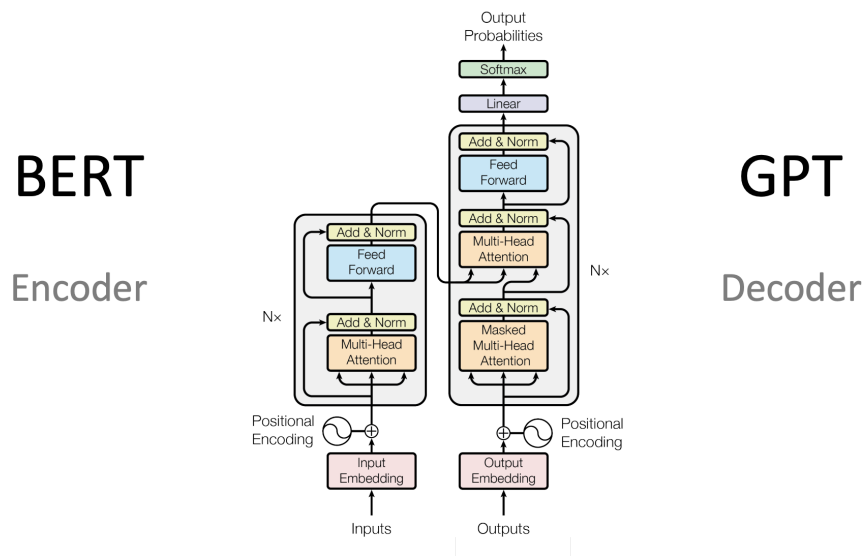 BERT
Encoder
Output
Probabilities
Softmax
Linear
Add & Norm
Feed
Forward
Add & Norm
Multi-Head
Attention
Add & Norm
Masked
Multi-Head
Attention
Nx
Positional
Encoding
Output
Embedding
Outputs
Add & Norm
Feed
Forward
Add & Norm
Multi-Head
Attention
Nx
Positional
Encoding
Input
Embedding
Inputs
GPT
Decoder